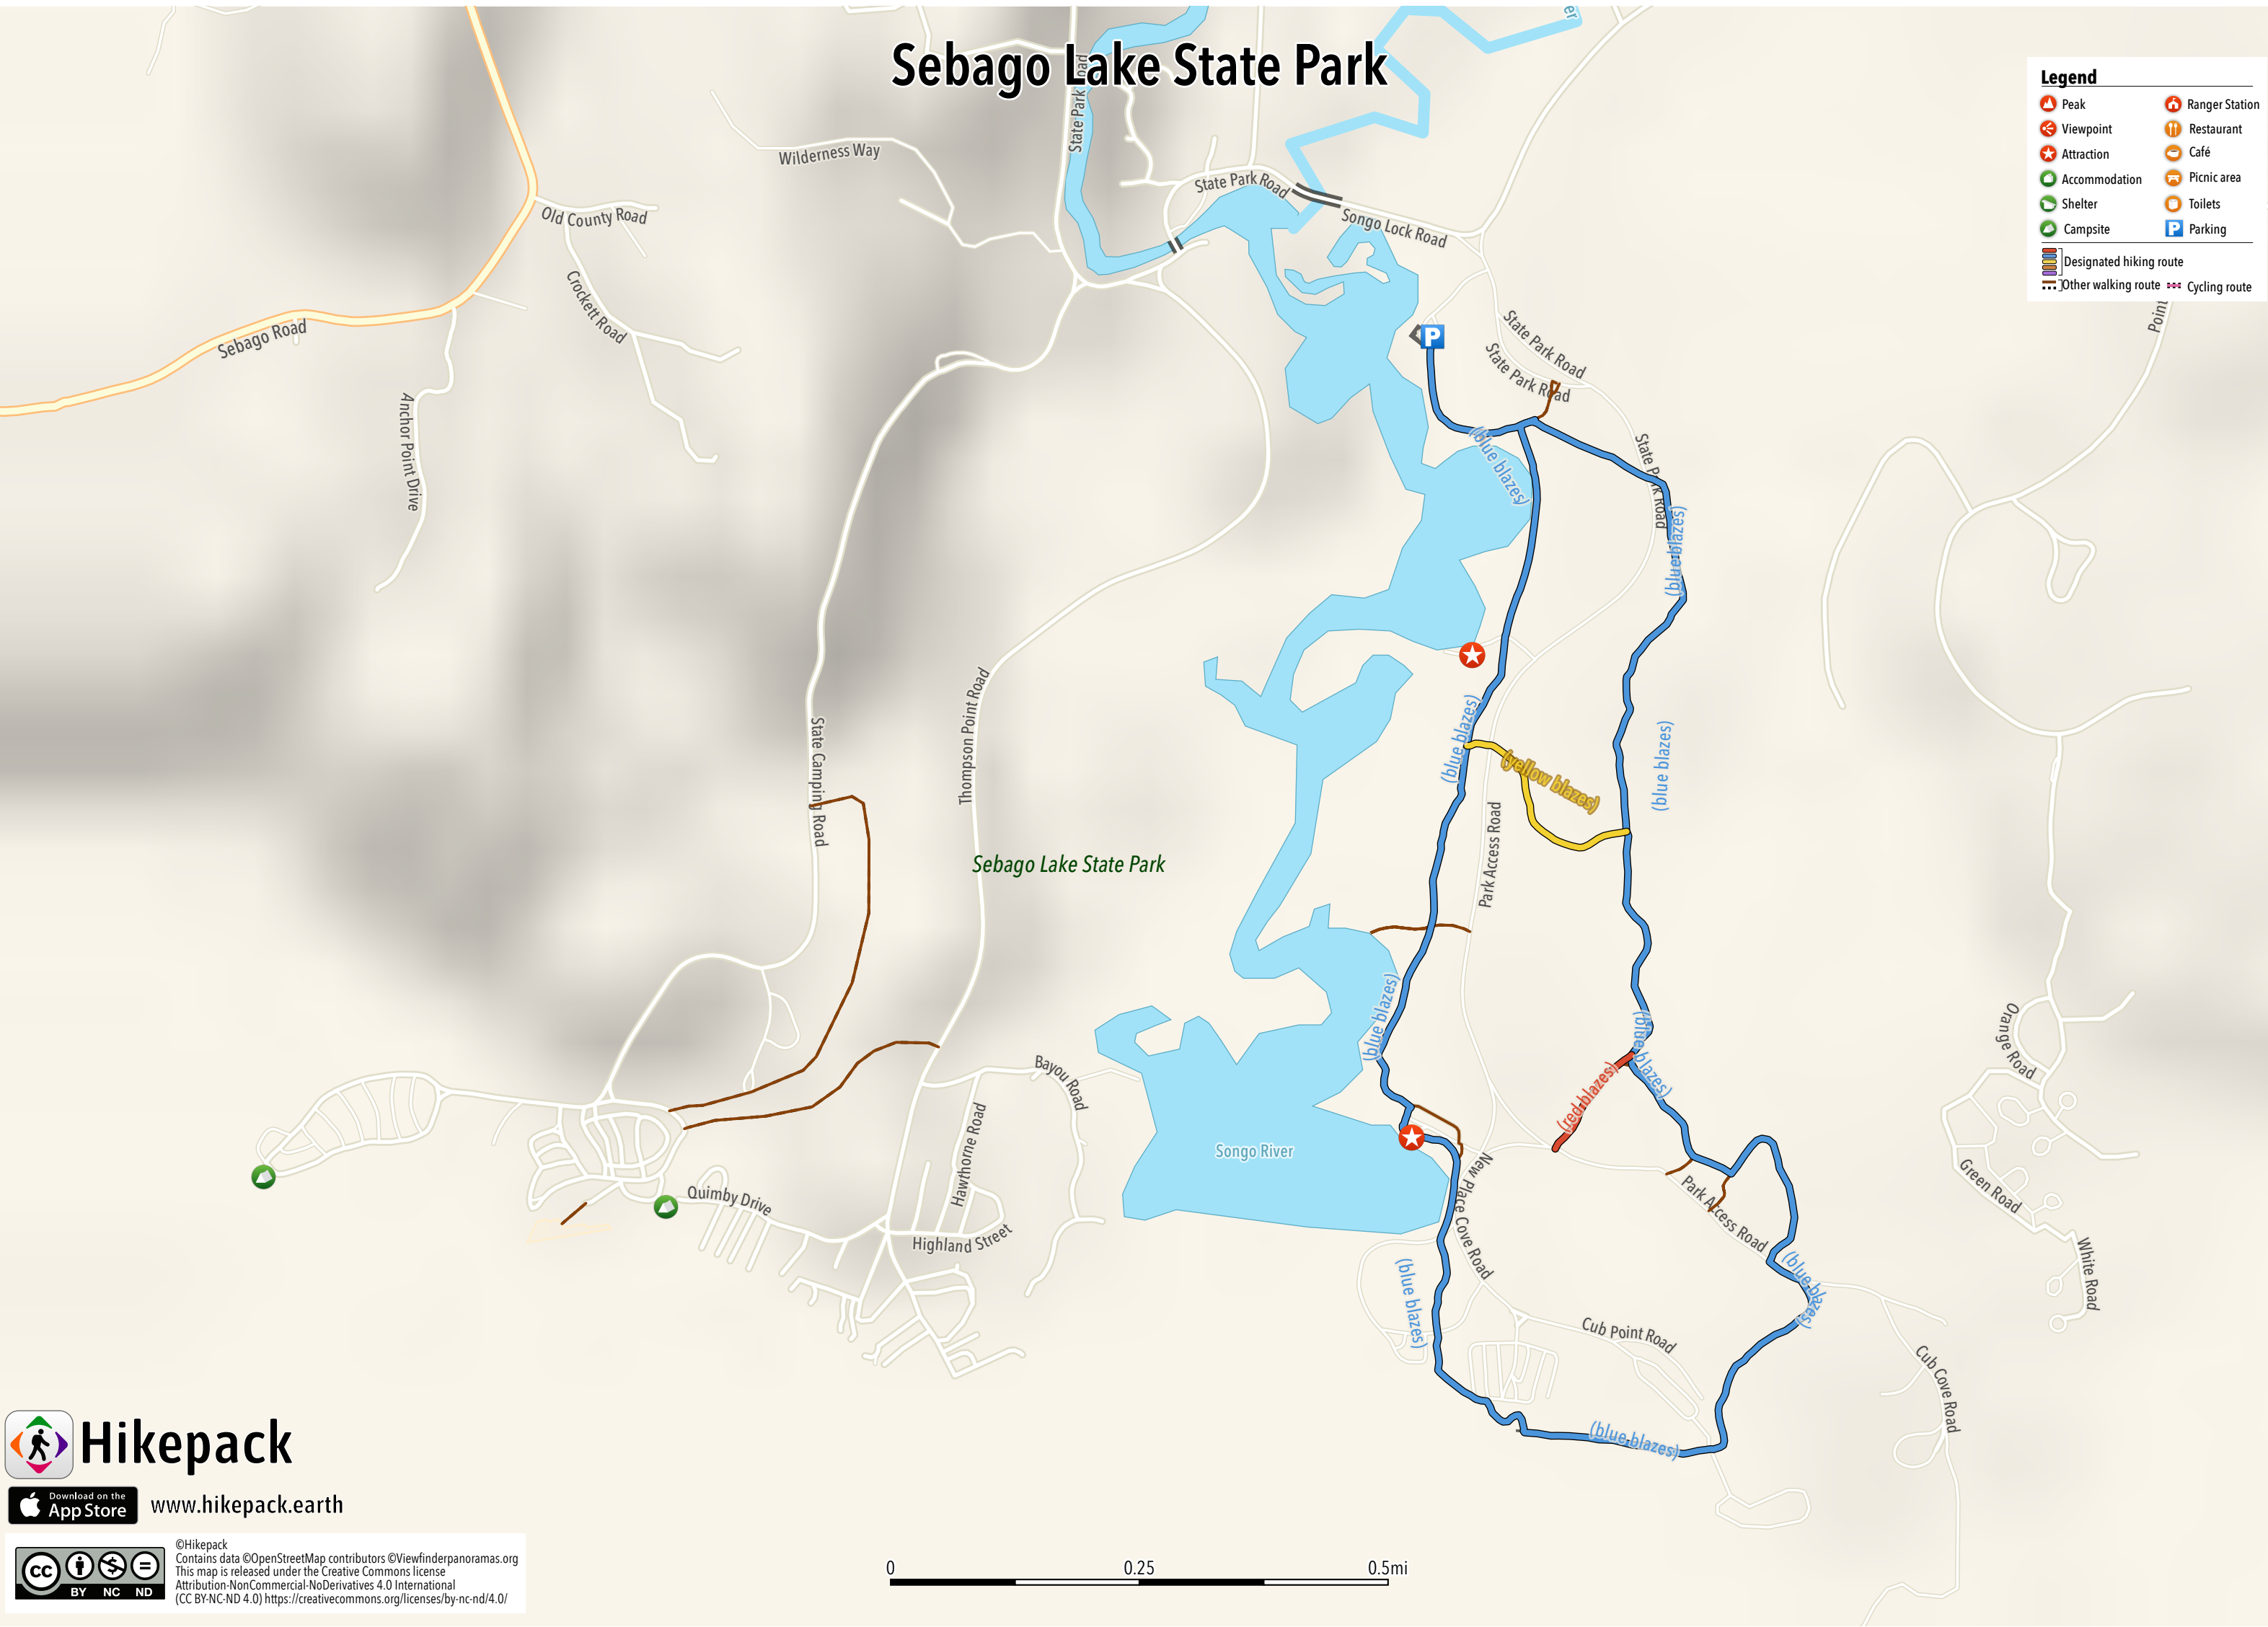 Sebago Lake State Park
er
Legend
Peak
Ranger Station
Viewpoint
Restaurant
Attraction
Café
Accommodation
Picnic area
Shelter
Toilets
Campsite
P Parking
Designated hiking route
Other walking route
Cycling route
State Park Road
Wilderness Way
State Park Road
Songo Lock Road
Old County Road
Crockett Road
Sebago Road
Anchor Point Drive
P
State Park Road
State Park Road
State Park Road
Point
(blue blazes)
(blue blazes)
(blue blazes)
(blue blazes)
(yellow blazes)
State Camping Road
Thompson Point Road
Park Access Road
Sebago Lake State Park
(blue blazes)
(blue blazes)
(red blazes)
Orange Road
Bayou Road
Hawthorne Road
Songo River
New Place Cove Road
Park Access Road
Green Road
White Road
Quimby Drive
Highland Street
(blue blazes)
(blue blazes)
Cub Point Road
Cub Cove Road
(blue blazes)
Hikepack
Download on the
App Store
www.hikepack.earth
©Hikepack
Contains data ©OpenStreetMap contributors ©Viewfinderpanoramas.org
This map is released under the Creative Commons license
Attribution-NonCommercial-NoDerivatives 4.0 International
(CC BY-NC-ND 4.0) https://creativecommons.org/licenses/by-nc-nd/4.0/
cc
BY NC ND
0 0.25 0.5mi